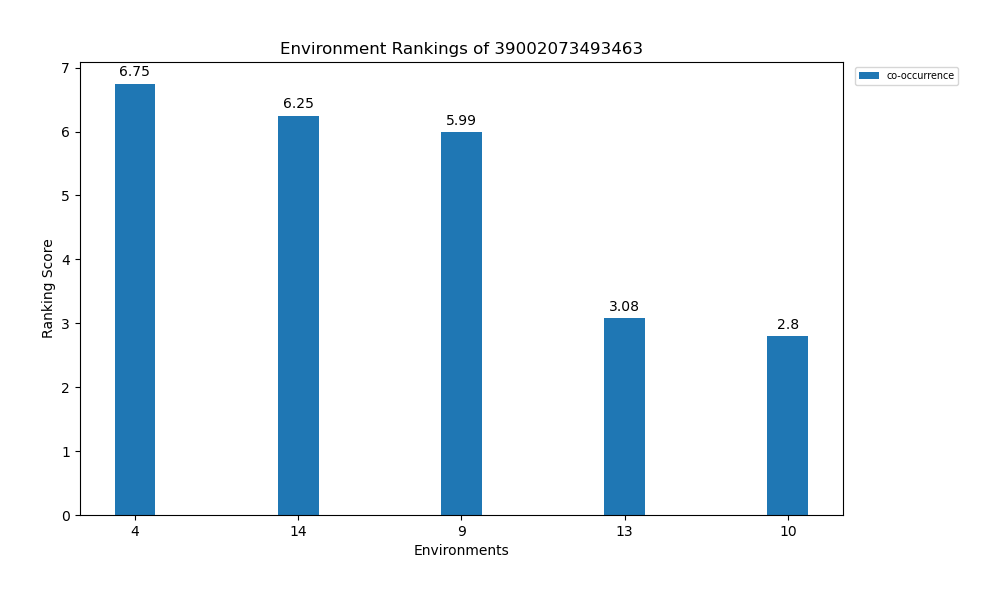 Environment Rankings of 39002073493463
co-occurrence
Ranking Score
7
6
5
4
3
2
1
0
6.75
6.25
5.99
3.08
2.8
4 14 9 13 10
Environments